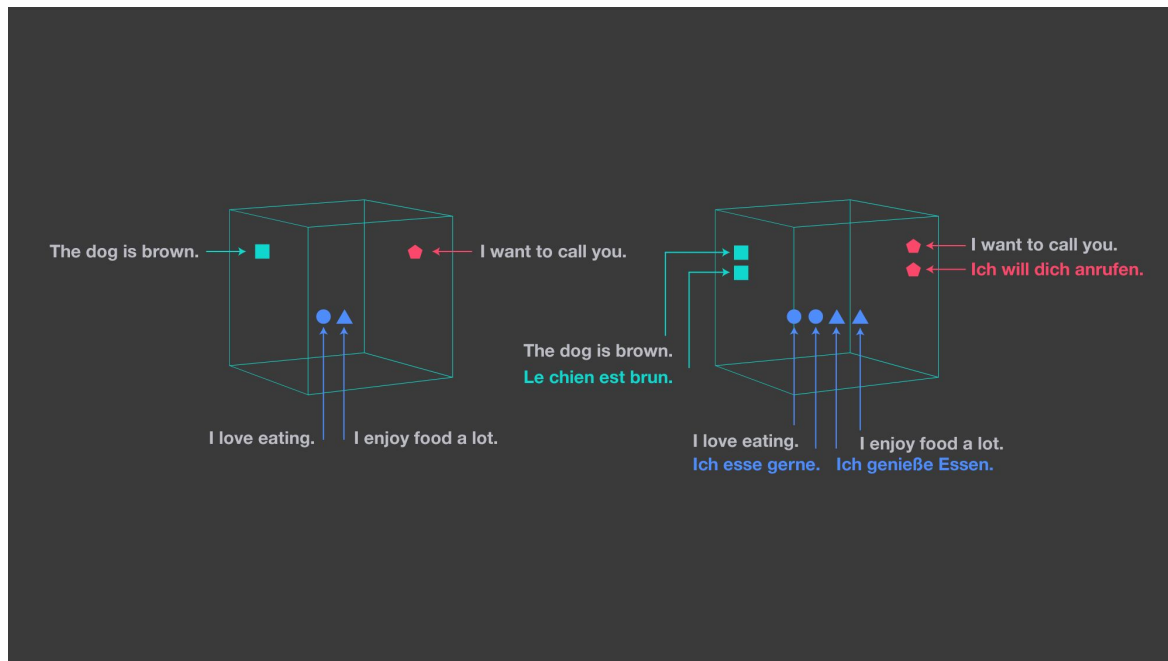 The dog is brown.
I want to call you.
I love eating.
I enjoy food a lot.
I want to call you.
Ich will dich anrufen.
The dog is brown.
Le chien est brun.
I love eating.
I enjoy food a lot.
Ich esse gerne.
Ich genieße Essen.